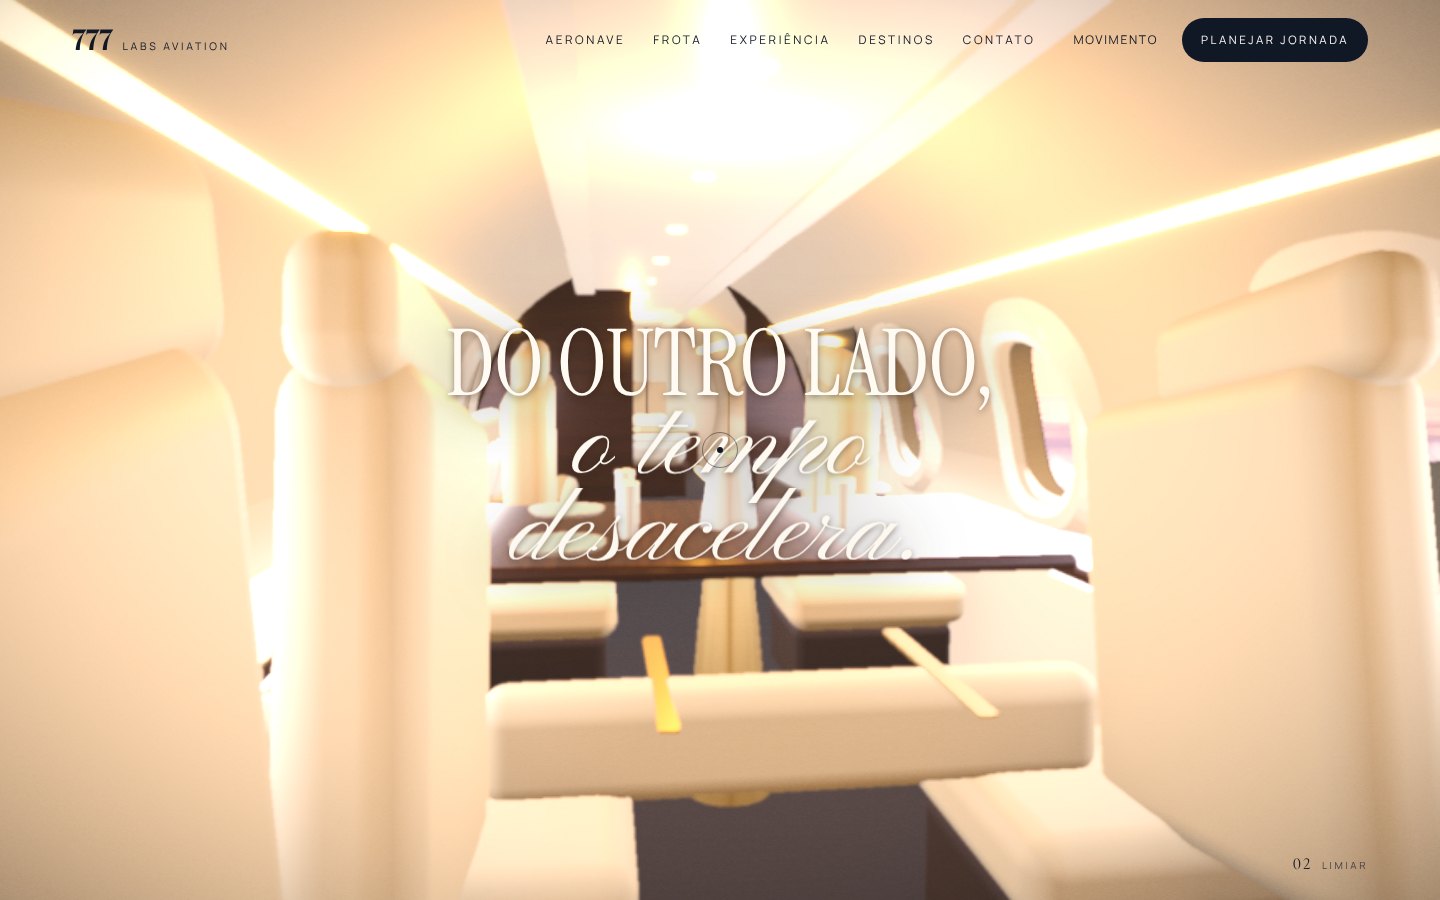 777 LABS AVIATION
AERONAVE FROTA EXPERIÊNCIA DESTINOS CONTATO MOVIMENTO PLANEJAR JORNADA
DO OUTRO LADO,
o tempo
desacelera.
02 LIMIAR